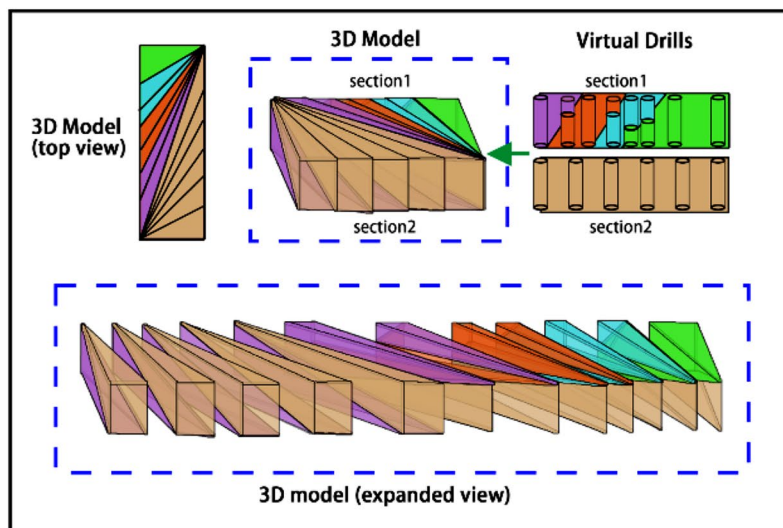 3D Model
(top view)
3D Model
section1
section2
Virtual Drills
section1
section2
3D model (expanded view)